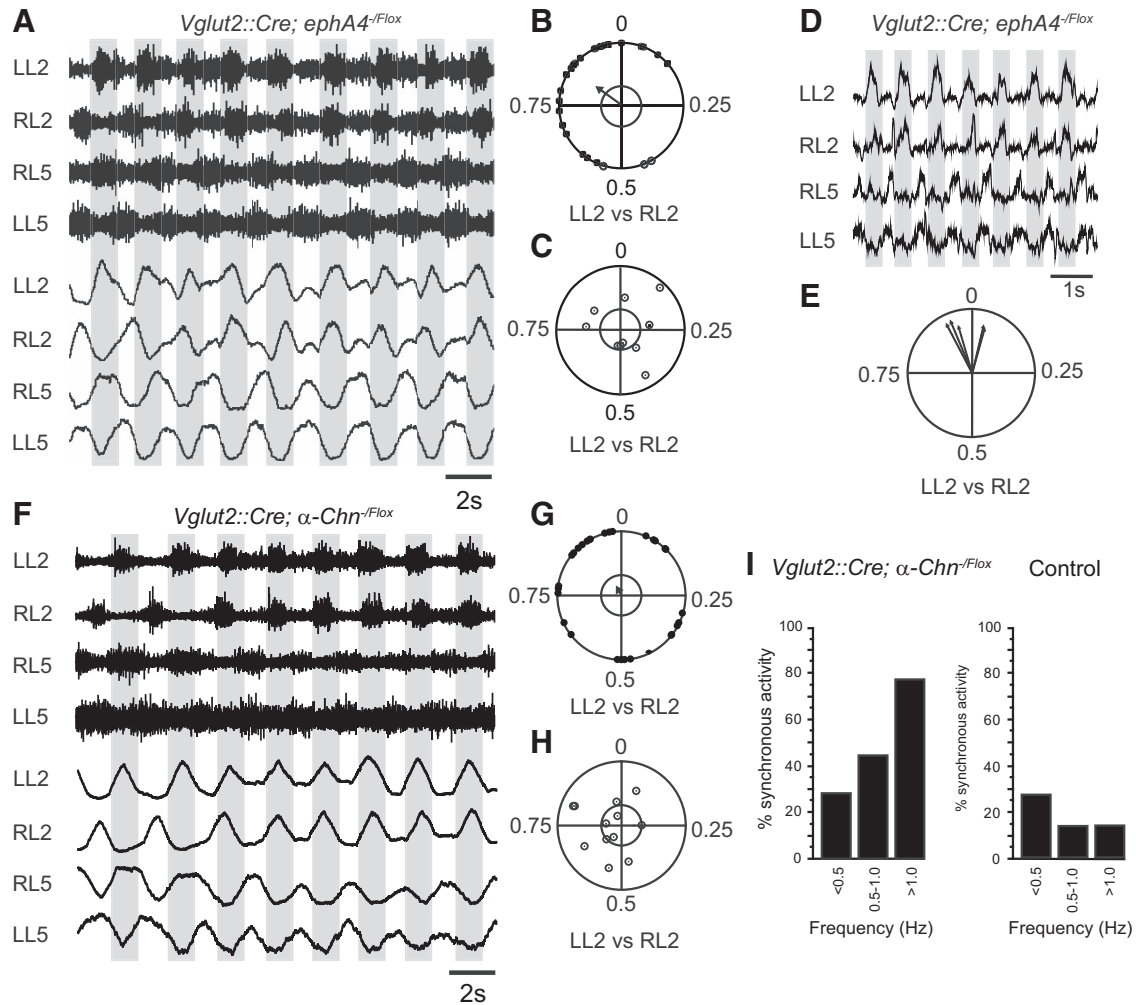 A
Vglut2::Cre; ephA4-/Flox
LL2
RL2
RL5
LL5
LL2
RL2
RL5
LL5
2s
B
0
0.75
0.25
0.5
LL2 vs RL2
C
0
0.75
0.25
0.5
LL2 vs RL2
D
Vglut2::Cre; ephA4-/Flox
LL2
RL2
RL5
LL5
1s
E
0
0.75
0.25
0.5
LL2 vs RL2
F
Vglut2::Cre; α-Chn-/Flox
LL2
RL2
RL5
LL5
LL2
RL2
RL5
LL5
2s
G
0
0.75
0.25
0.5
LL2 vs RL2
H
0
0.75
0.25
0.5
LL2 vs RL2
I
Vglut2::Cre; α-Chn-/Flox
Control
% synchronous activity
100
80
60
40
20
0
<0.5
0.5-1.0
>1.0
Frequency (Hz)
% synchronous activity
100
80
60
40
20
0
<0.5
0.5-1.0
>1.0
Frequency (Hz)